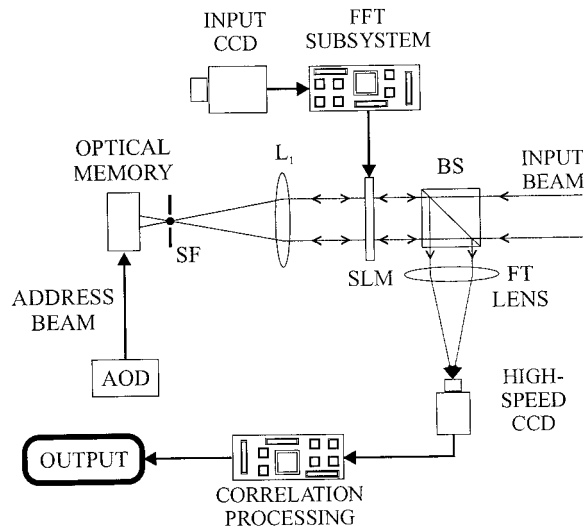 INPUT
CCD
FFT
SUBSYSTEM
OPTICAL
MEMORY
L1
BS
INPUT
BEAM
SF
SLM
FT
LENS
ADDRESS
BEAM
AOD
HIGH-
SPEED
CCD
OUTPUT
CORRELATION
PROCESSING